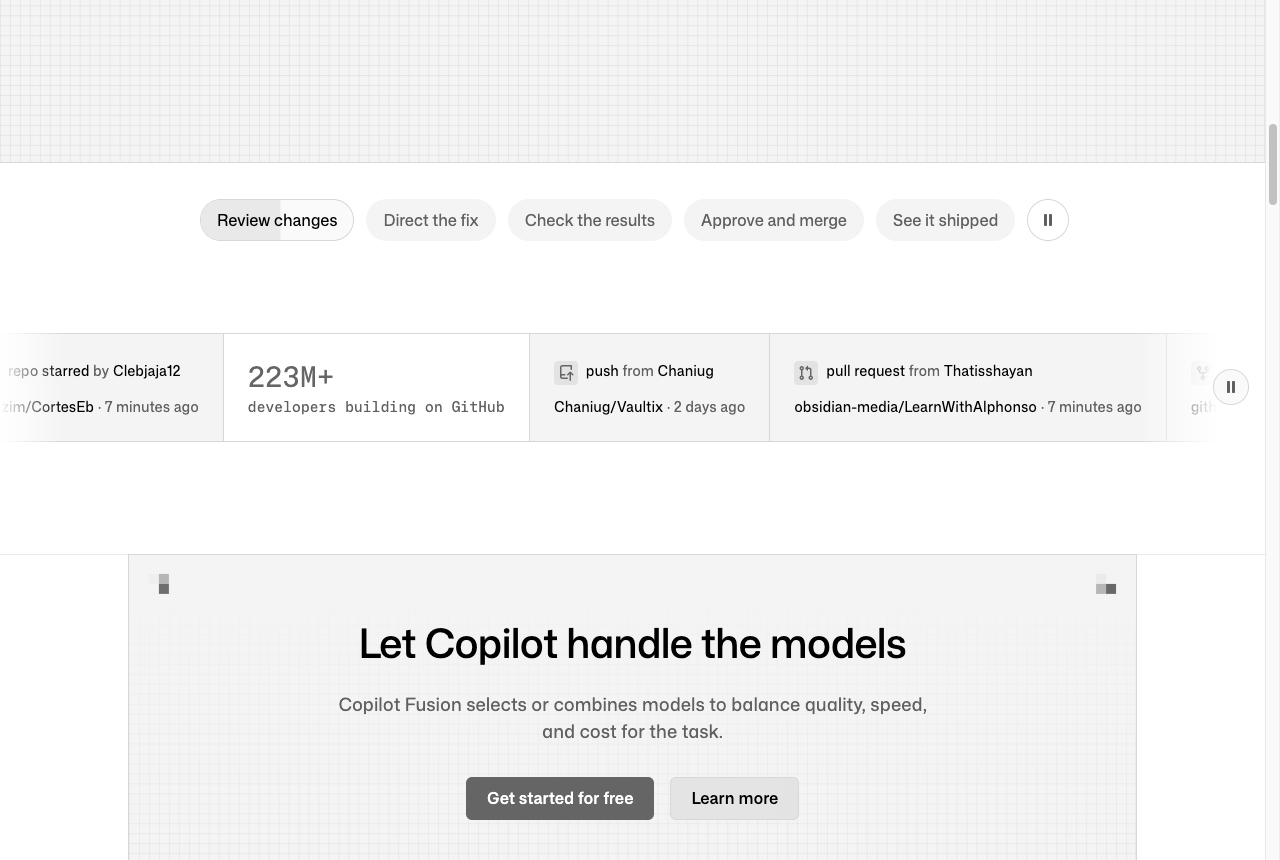 Review changes
Direct the fix
Check the results
Approve and merge
See it shipped
repo starred by Clebjaja12
zim/CortesEb · 7 minutes ago
223M+
developers building on GitHub
push from Chaniug
Chaniug/Vaultix · 2 days ago
pull request from Thatisshayan
obsidian-media/LearnWithAlphonso · 7 minutes ago
Let Copilot handle the models
Copilot Fusion selects or combines models to balance quality, speed,
and cost for the task.
Get started for free
Learn more